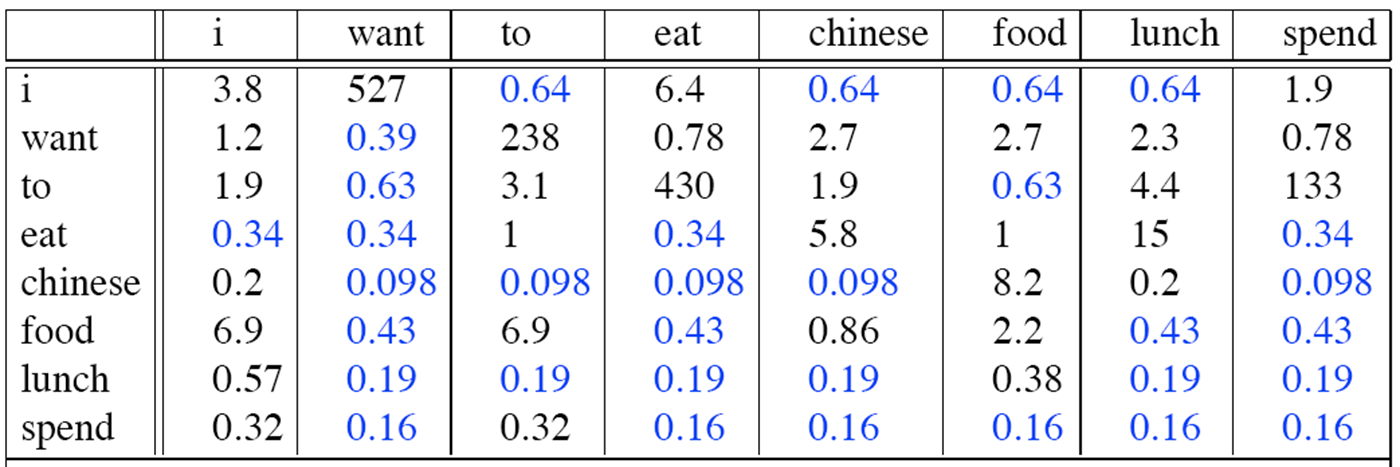 i want to eat chinese food lunch spend
i 3.8 527 0.64 6.4 0.64 0.64 0.64 1.9
want 1.2 0.39 238 0.78 2.7 2.7 2.3 0.78
to 1.9 0.63 3.1 430 1.9 0.63 4.4 133
eat 0.34 0.34 1 0.34 5.8 1 15 0.34
chinese 0.2 0.098 0.098 0.098 0.098 8.2 0.2 0.098
food 6.9 0.43 6.9 0.43 0.86 2.2 0.43 0.43
lunch 0.57 0.19 0.19 0.19 0.19 0.38 0.19 0.19
spend 0.32 0.16 0.32 0.16 0.16 0.16 0.16 0.16